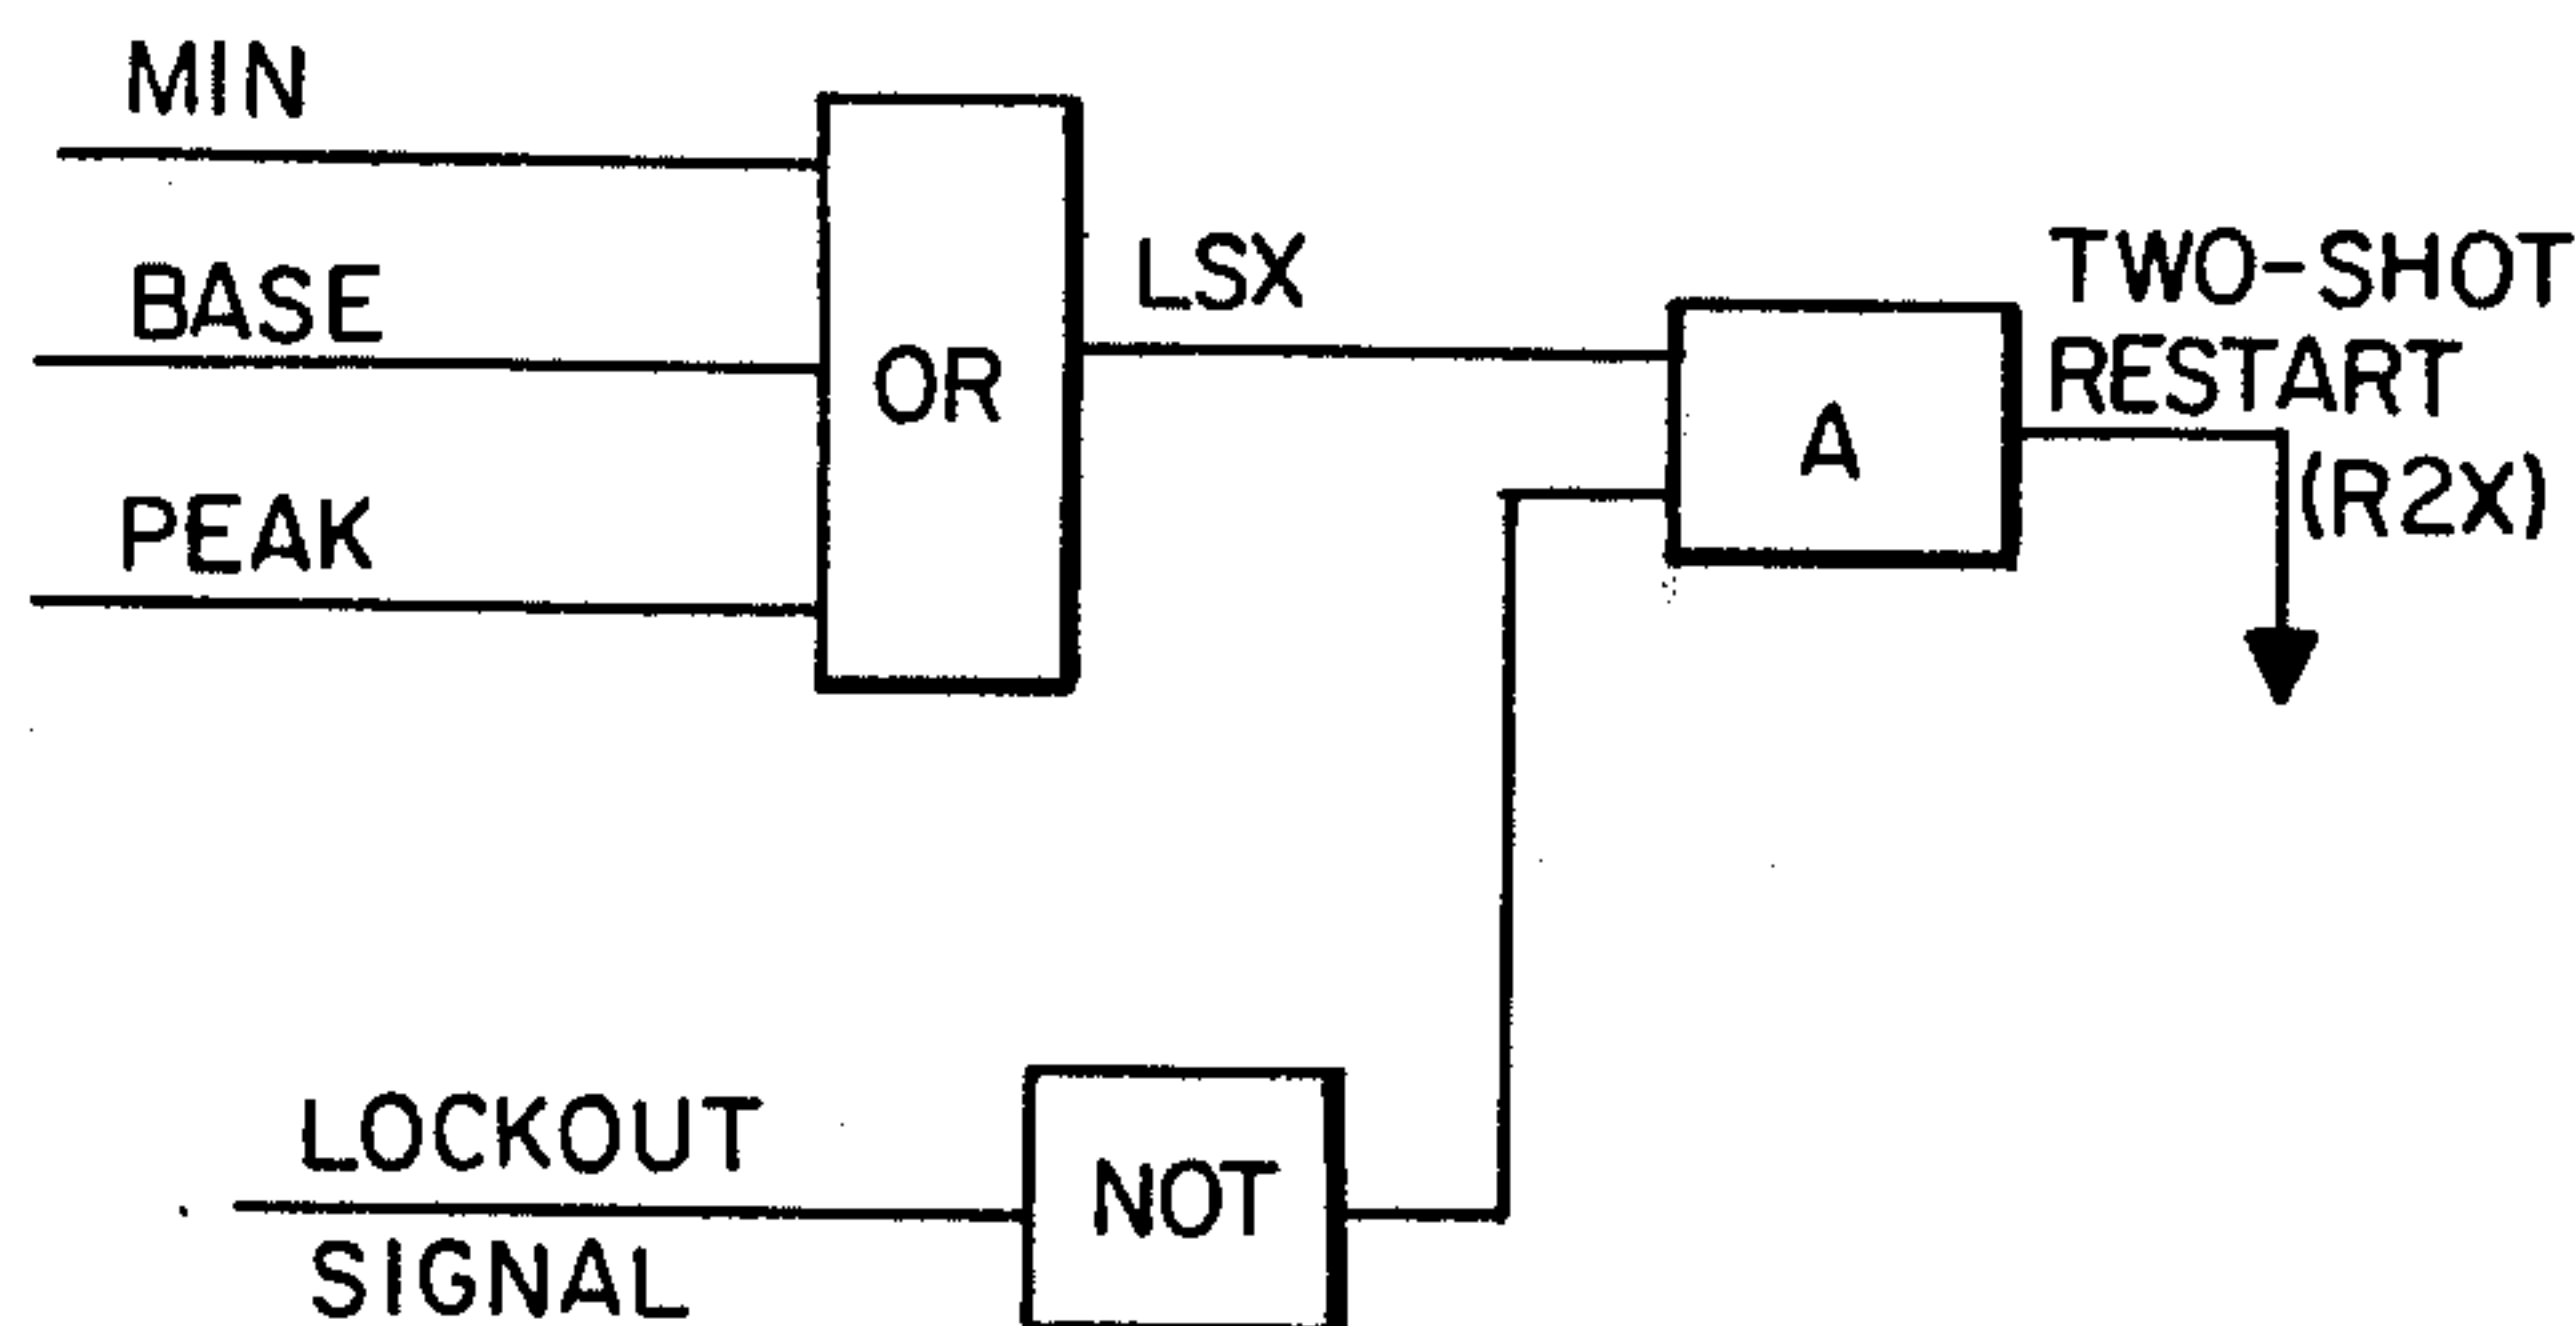 MIN
BASE
PEAK
OR
LSX
A
TWO-SHOT
RESTART
(R2X)
LOCKOUT
SIGNAL
NOT